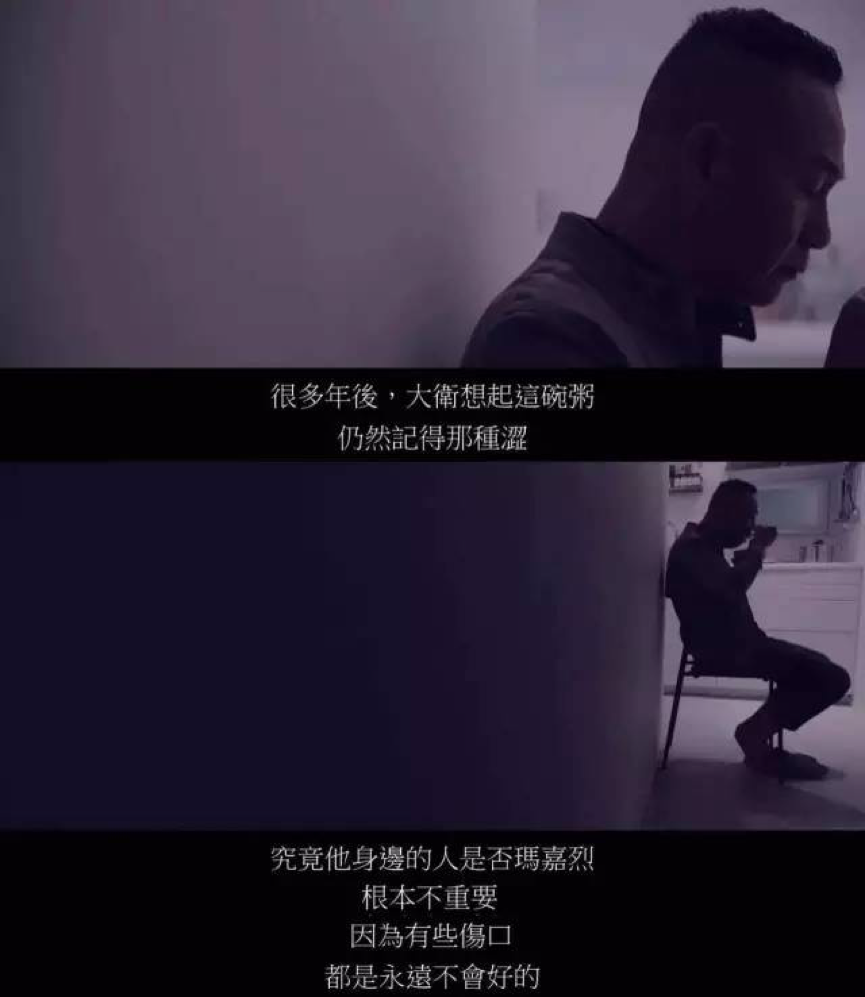 很多年後，大衛想起這碗粥
仍然記得那種澀
究竟他身邊的人是否瑪嘉烈
根本不重要
因為有些傷口
都是永遠不會好的